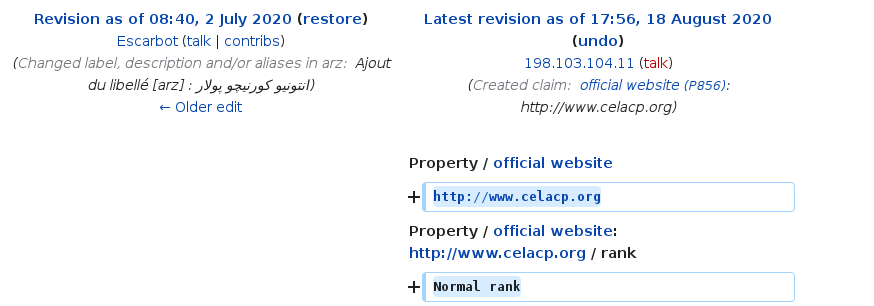 Revision as of 08:40, 2 July 2020 (restore)
Escarbot (talk | contribs)
(Changed label, description and/or aliases in arz: Ajout
du libellé [arz] : انتونيو كورنيچو پولار)
← Older edit
Latest revision as of 17:56, 18 August 2020
(undo)
198.103.104.11 (talk)
(Created claim: official website (P856):
http://www.celacp.org)
Property / official website
+ http://www.celacp.org
Property / official website:
http://www.celacp.org / rank
+ Normal rank